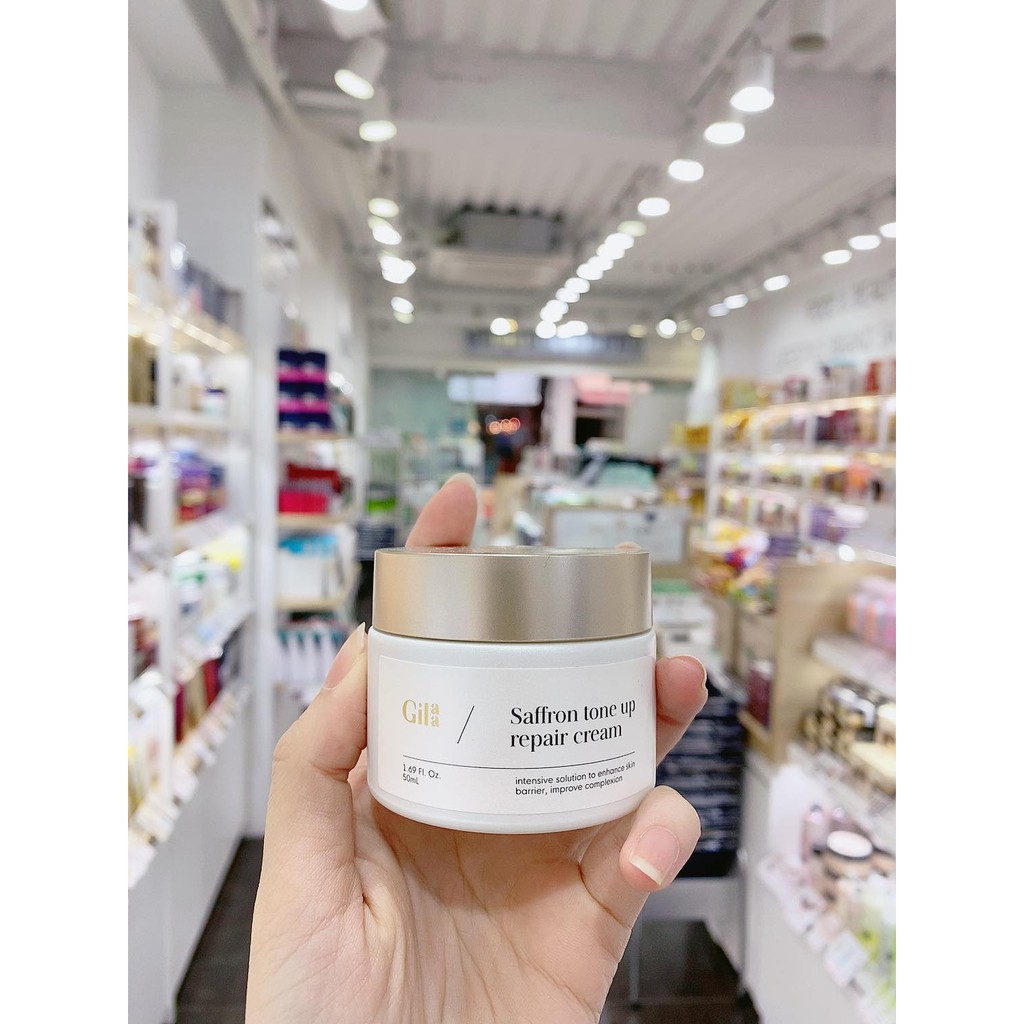 Gilaa
Saffron tone up
repair cream
1.69 Fl. Oz.
50mL
intensive solution to enhance skin
barrier, improve complexion